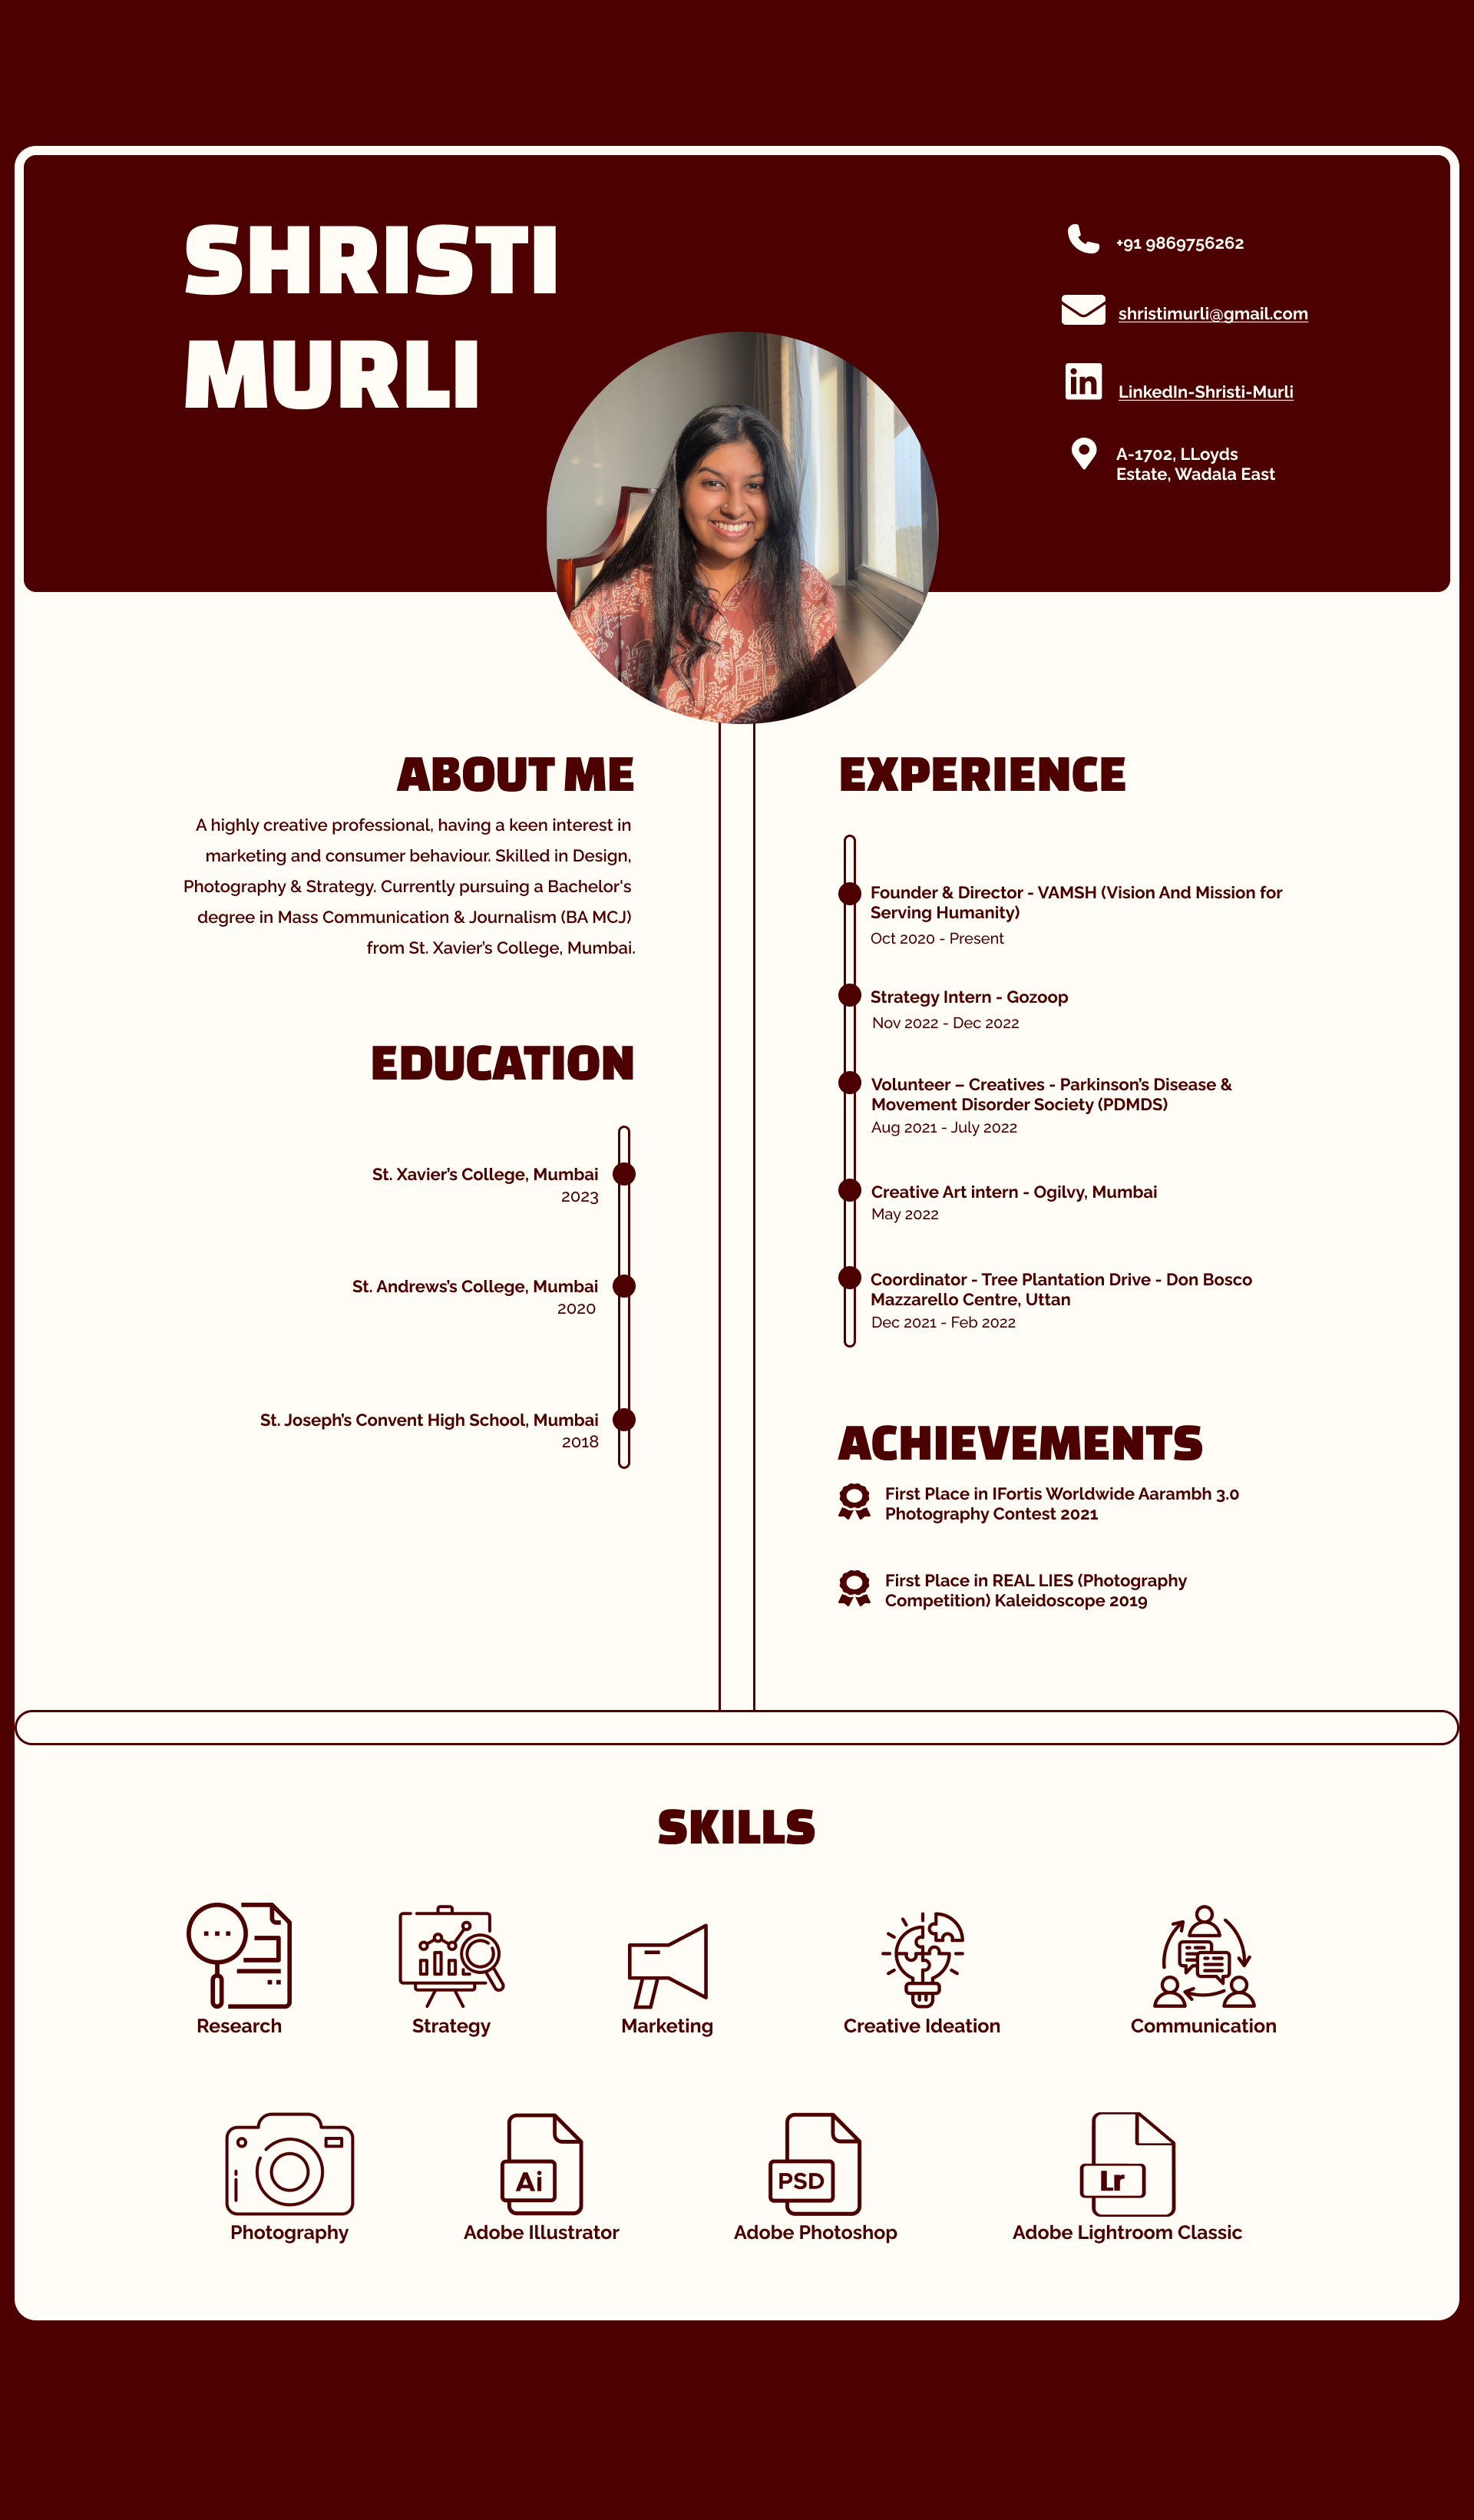 SHRISTI
MURLI
+91 9869756262
shristimurli@gmail.com
LinkedIn-Shristi-Murli
A-1702, LLoyds
Estate, Wadala East
ABOUT ME
A highly creative professional, having a keen interest in
marketing and consumer behaviour. Skilled in Design,
Photography & Strategy. Currently pursuing a Bachelor's
degree in Mass Communication & Journalism (BA MCJ)
from St. Xavier's College, Mumbai.
EDUCATION
St. Xavier's College, Mumbai
2023
St. Andrews's College, Mumbai
2020
St. Joseph's Convent High School, Mumbai
2018
EXPERIENCE
Founder & Director - VAMSH (Vision And Mission for
Serving Humanity)
Oct 2020 - Present
Strategy Intern - Gozoop
Nov 2022 - Dec 2022
Volunteer – Creatives - Parkinson's Disease &
Movement Disorder Society (PDMDS)
Aug 2021 - July 2022
Creative Art intern - Ogilvy, Mumbai
May 2022
Coordinator - Tree Plantation Drive - Don Bosco
Mazzarello Centre, Uttan
Dec 2021 - Feb 2022
ACHIEVEMENTS
First Place in IFortis Worldwide Aarambh 3.0
Photography Contest 2021
First Place in REAL LIES (Photography
Competition) Kaleidoscope 2019
SKILLS
Research
Strategy
Marketing
Creative Ideation
Communication
Ai
PSD
Lr
Photography
Adobe Illustrator
Adobe Photoshop
Adobe Lightroom Classic